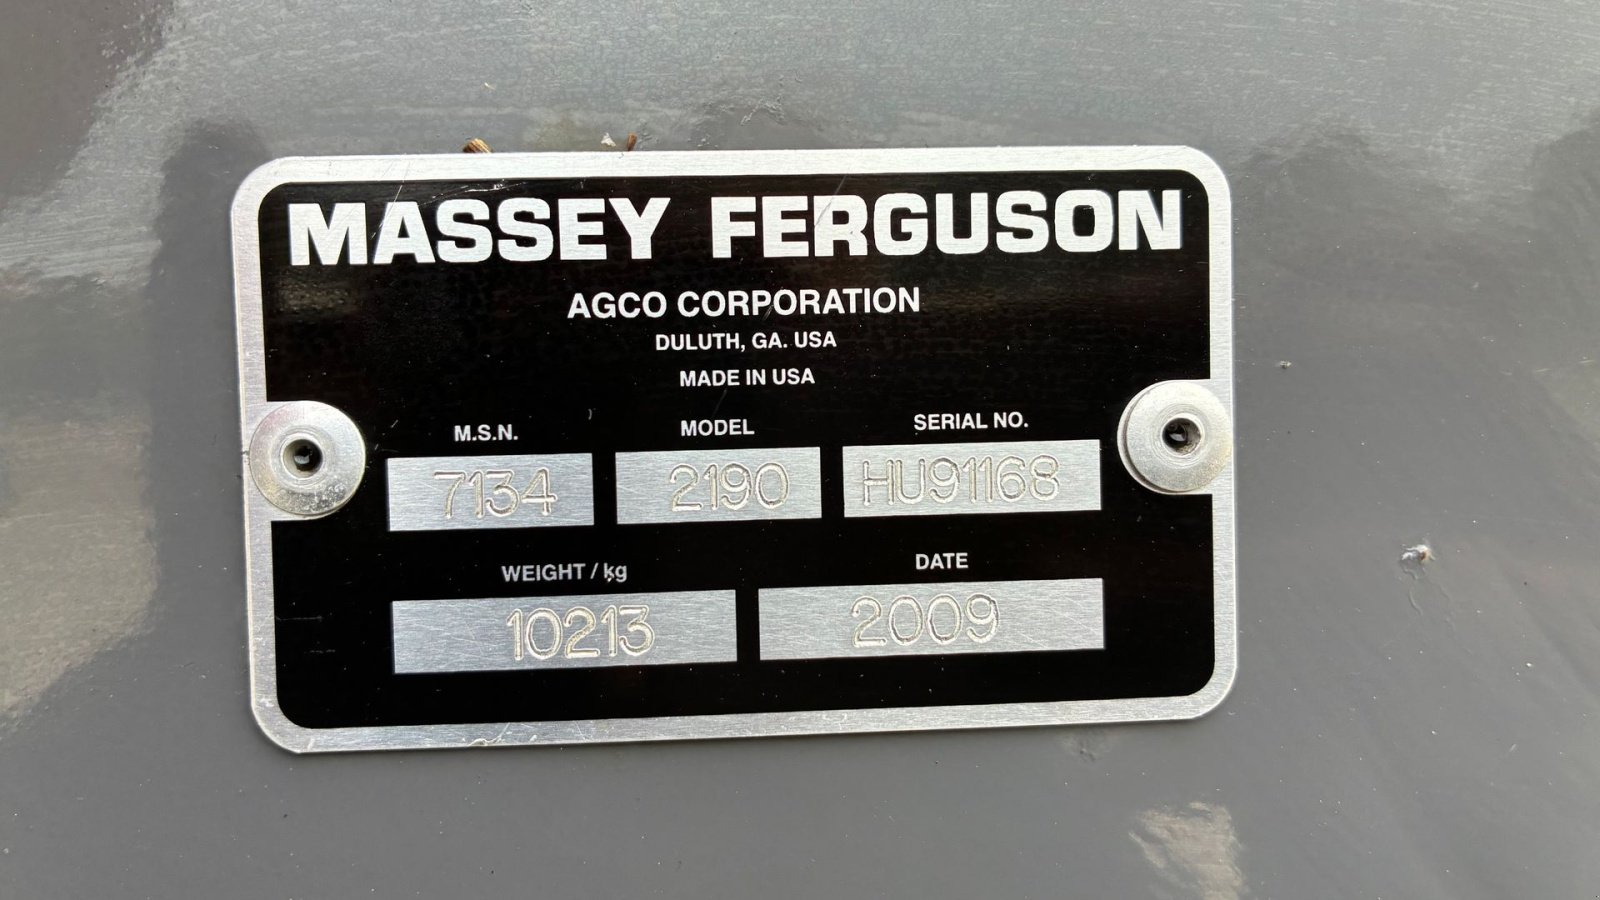 MASSEY FERGUSON
AGCO CORPORATION
DULUTH, GA. USA
MADE IN USA
M.S.N. MODEL SERIAL NO.
7134 2190 HU91168
WEIGHT / kg DATE
10213 2009